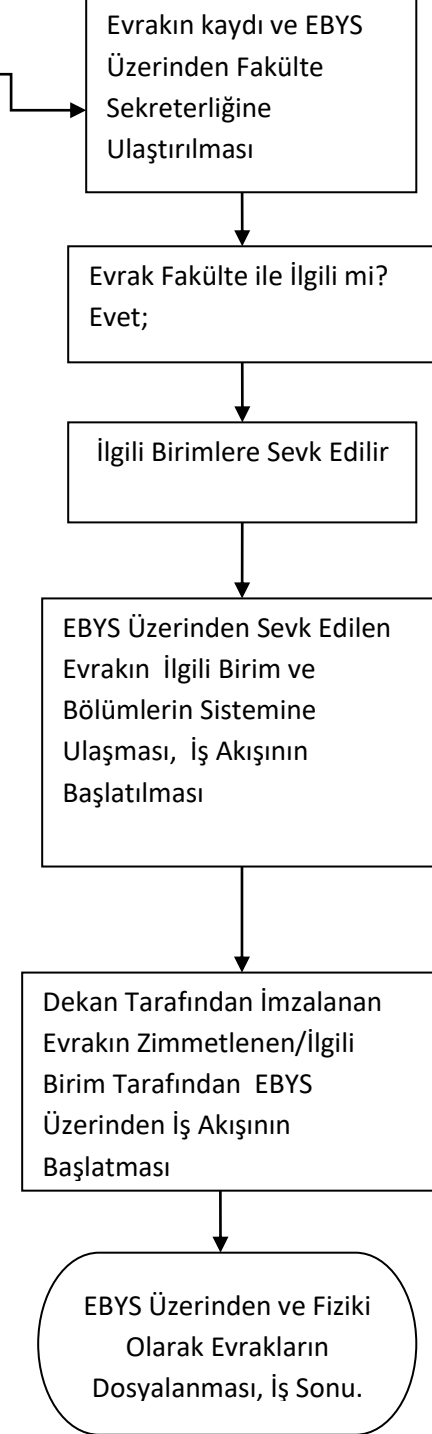 Evrakın kaydı ve EBYS
Üzerinden Fakülte
Sekreterliğine
Ulaştırılması
Evrak Fakülte ile İlgili mi?
Evet;
İlgili Birimlere Sevk Edilir
EBYS Üzerinden Sevk Edilen
Evrakın İlgili Birim ve
Bölümlerin Sistemine
Ulaşması, İş Akışının
Başlatılması
Dekan Tarafından İmzalanan
Evrakın Zimmetlenen/İlgili
Birim Tarafından EBYS
Üzerinden İş Akışının
Başlatması
EBYS Üzerinden ve Fiziki
Olarak Evrakların
Dosyalanması, İş Sonu.